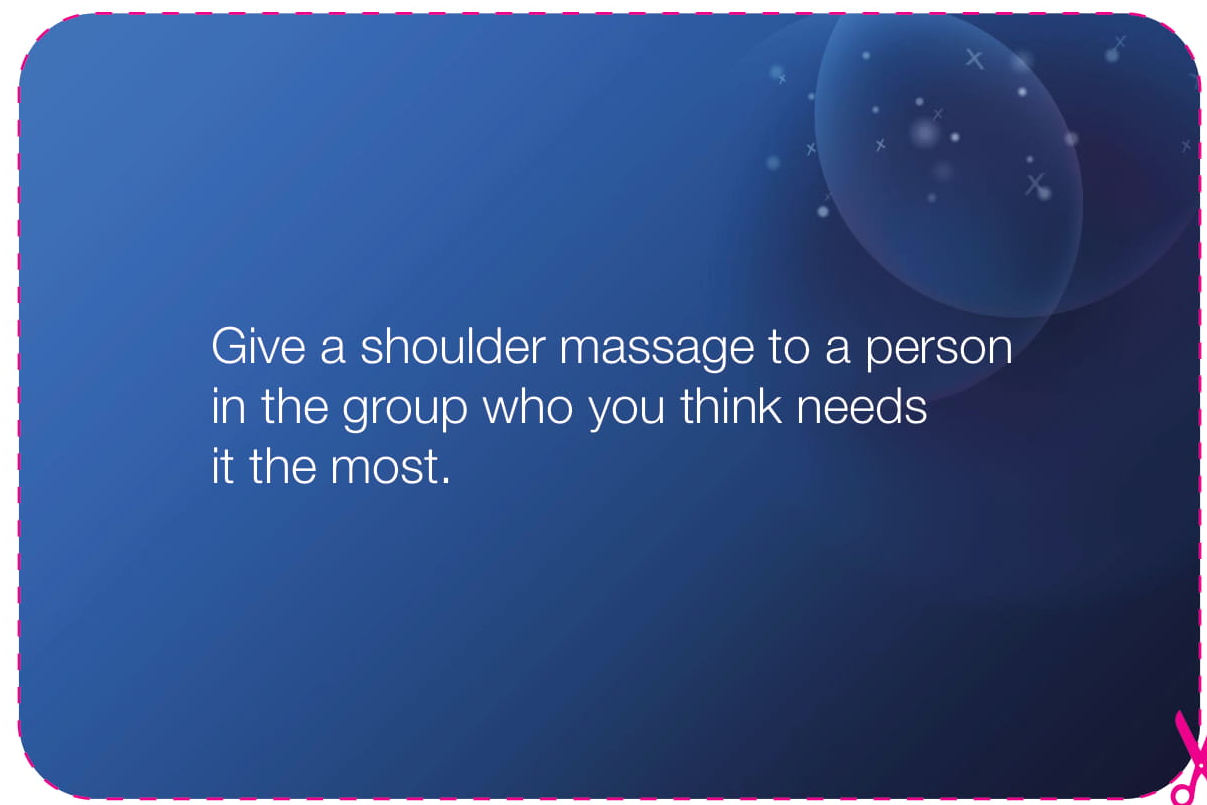 Give a shoulder massage to a person
in the group who you think needs
it the most.